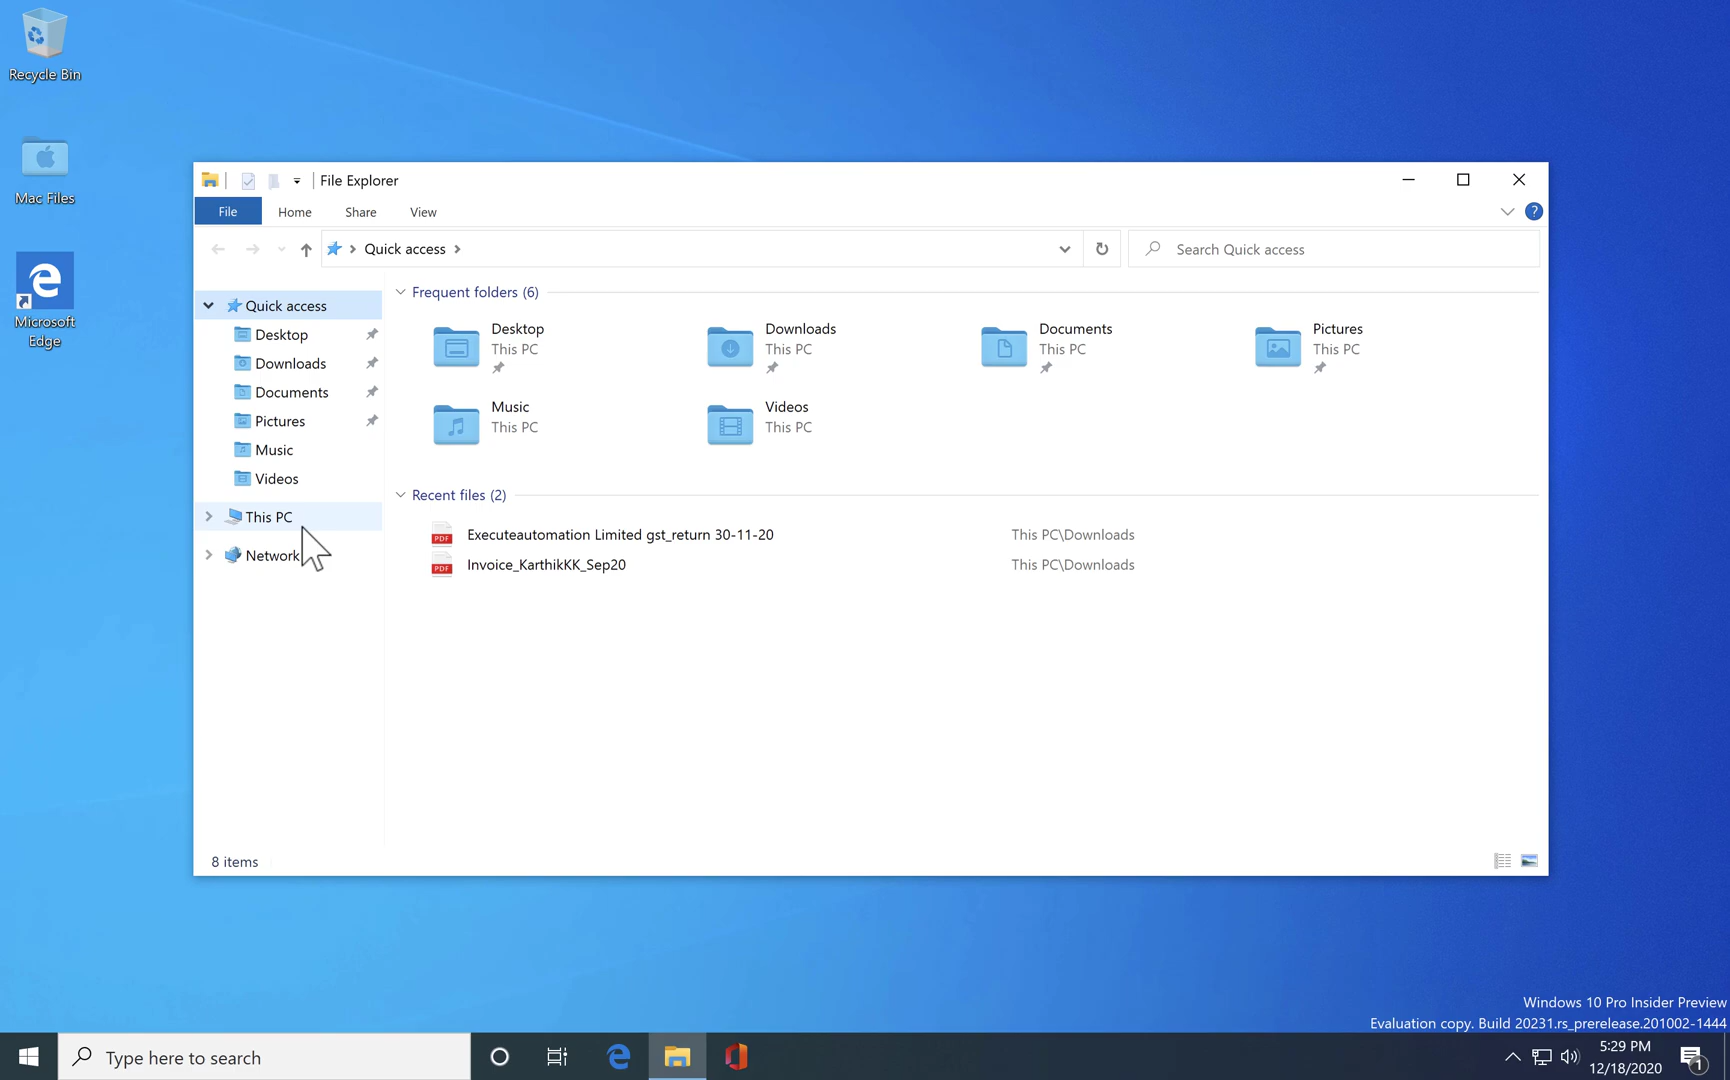 Recycle Bin
Mac Files
Microsoft
Edge
File Explorer
File Home Share View
Quick access
Search Quick access
Quick access
Desktop
Downloads
Documents
Pictures
Music
Videos
This PC
Network
Frequent folders (6)
Desktop
This PC
Downloads
This PC
Documents
This PC
Pictures
This PC
Music
This PC
Videos
This PC
Recent files (2)
PDF Executeautomation Limited gst_return 30-11-20 This PC\Downloads
PDF Invoice_KarthikKK_Sep20 This PC\Downloads
8 items
Windows 10 Pro Insider Preview
Evaluation copy. Build 20231.rs_prerelease.201002-1444
Type here to search
5:29 PM
12/18/2020
1